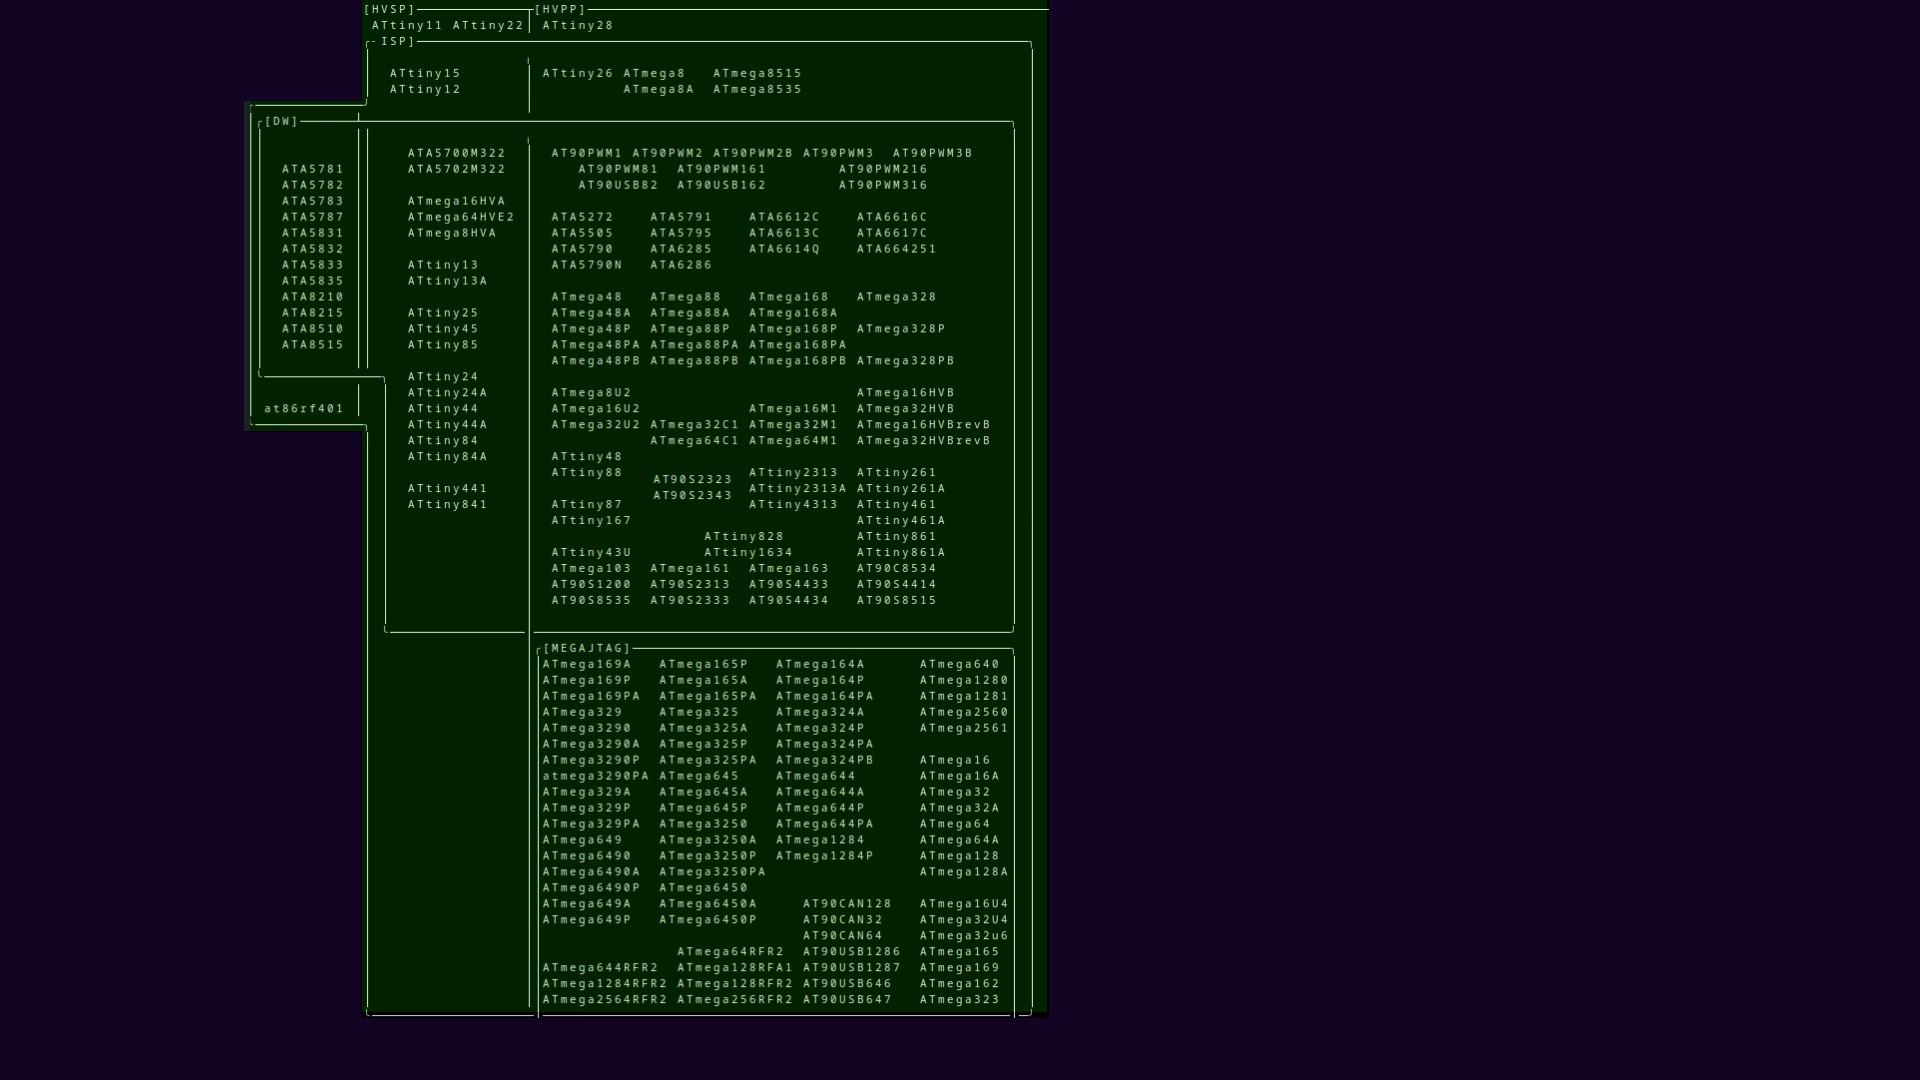 [HVSP] [HVPP]
ATtiny11 ATtiny22 ATtiny28
ISP]
ATtiny15 ATtiny26 ATmega8 ATmega8515
ATtiny12 ATmega8A ATmega8535
[DW]
ATA5700M322 AT90PWM1 AT90PWM2 AT90PWM2B AT90PWM3 AT90PWM3B
ATA5781 ATA5702M322 AT90PWM81 AT90PWM161 AT90PWM216
ATA5782 AT90USB82 AT90USB162 AT90PWM316
ATA5783 ATmega16HVA
ATA5787 ATmega64HVE2 ATA5272 ATA5791 ATA6612C ATA6616C
ATA5831 ATmega8HVA ATA5505 ATA5795 ATA6613C ATA6617C
ATA5832 ATA5790 ATA6285 ATA6614Q ATA664251
ATA5833 ATtiny13 ATA5790N ATA6286
ATA5835 ATtiny13A
ATA8210 ATmega48 ATmega88 ATmega168 ATmega328
ATA8215 ATtiny25 ATmega48A ATmega88A ATmega168A
ATA8510 ATtiny45 ATmega48P ATmega88P ATmega168P ATmega328P
ATA8515 ATtiny85 ATmega48PA ATmega88PA ATmega168PA
ATmega48PB ATmega88PB ATmega168PB ATmega328PB
ATtiny24
ATtiny24A ATmega8U2 ATmega16HVB
at86rf401 ATtiny44 ATmega16U2 ATmega16M1 ATmega32HVB
ATtiny44A ATmega32U2 ATmega32C1 ATmega32M1 ATmega16HVBrevB
ATtiny84 ATmega64C1 ATmega64M1 ATmega32HVBrevB
ATtiny84A ATtiny48
ATtiny88 AT90S2323 ATtiny2313 ATtiny261
ATtiny441 AT90S2343 ATtiny2313A ATtiny261A
ATtiny841 ATtiny87 ATtiny4313 ATtiny461
ATtiny167 ATtiny461A
ATtiny828 ATtiny861
ATtiny43U ATtiny1634 ATtiny861A
ATmega103 ATmega161 ATmega163 AT90C8534
AT90S1200 AT90S2313 AT90S4433 AT90S4414
AT90S8535 AT90S2333 AT90S4434 AT90S8515
[MEGAJTAG]
ATmega169A ATmega165P ATmega164A ATmega640
ATmega169P ATmega165A ATmega164P ATmega1280
ATmega169PA ATmega165PA ATmega164PA ATmega1281
ATmega329 ATmega325 ATmega324A ATmega2560
ATmega3290 ATmega325A ATmega324P ATmega2561
ATmega3290A ATmega325P ATmega324PA
ATmega3290P ATmega325PA ATmega324PB ATmega16
atmega3290PA ATmega645 ATmega644 ATmega16A
ATmega329A ATmega645A ATmega644A ATmega32
ATmega329P ATmega645P ATmega644P ATmega32A
ATmega329PA ATmega3250 ATmega644PA ATmega64
ATmega649 ATmega3250A ATmega1284 ATmega64A
ATmega6490 ATmega3250P ATmega1284P ATmega128
ATmega6490A ATmega3250PA ATmega128A
ATmega6490P ATmega6450
ATmega649A ATmega6450A AT90CAN128 ATmega16U4
ATmega649P ATmega6450P AT90CAN32 ATmega32U4
AT90CAN64 ATmega32u6
ATmega64RFR2 AT90USB1286 ATmega165
ATmega644RFR2 ATmega128RFA1 AT90USB1287 ATmega169
ATmega1284RFR2 ATmega128RFR2 AT90USB646 ATmega162
ATmega2564RFR2 ATmega256RFR2 AT90USB647 ATmega323